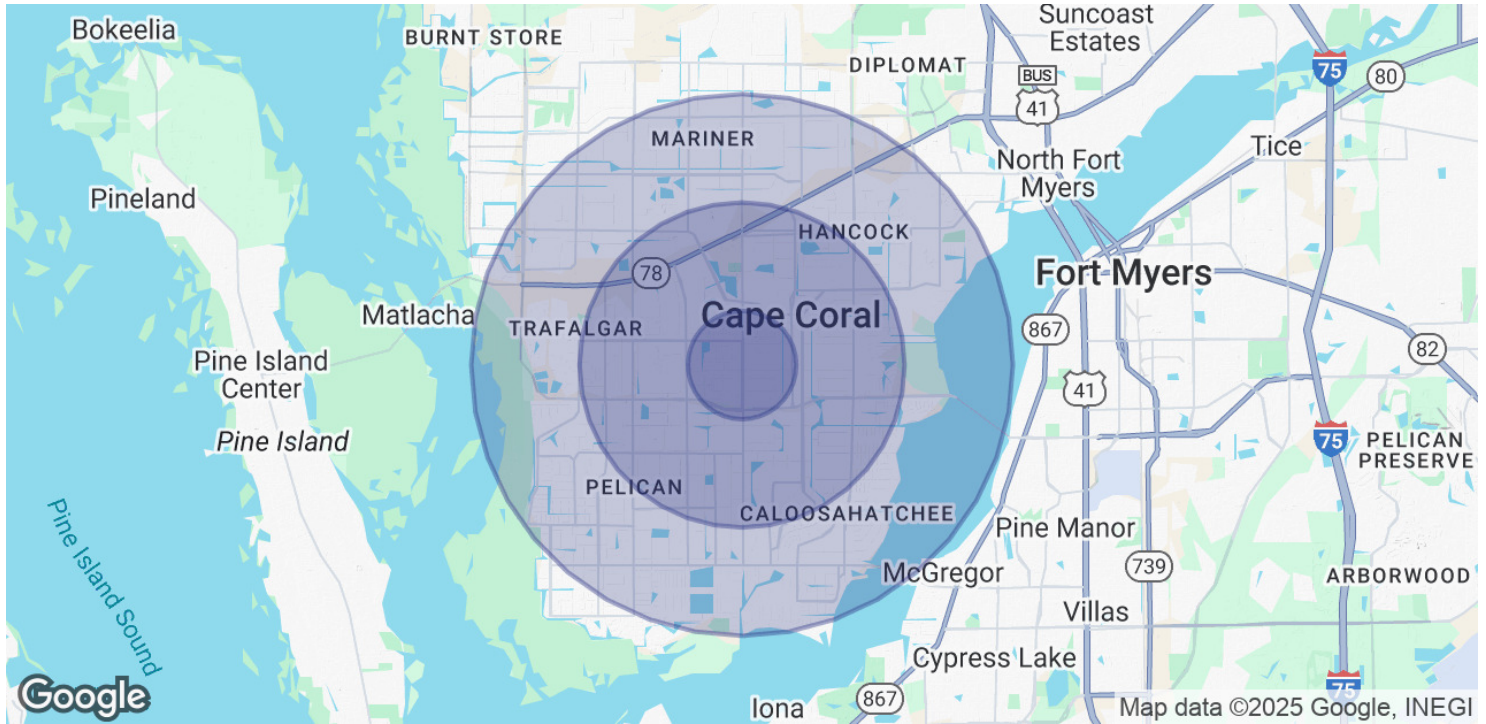 Bokeelia
BURNT STORE
Suncoast
Estates
DIPLOMAT
BUS
41
75
80
MARINER
Tice
North Fort
Myers
Pineland
HANCOCK
78
Fort Myers
Cape Coral
Matlacha
TRAFALGAR
867
82
Pine Island
Center
41
Pine Island
75
PELICAN
PRESERVE
PELICAN
CALOOSAHATCHEE
Pine Manor
Pine Island Sound
McGregor
739
ARBORWOOD
Villas
Cypress Lake
75
Google
Iona
867
Map data ©2025 Google, INEGI